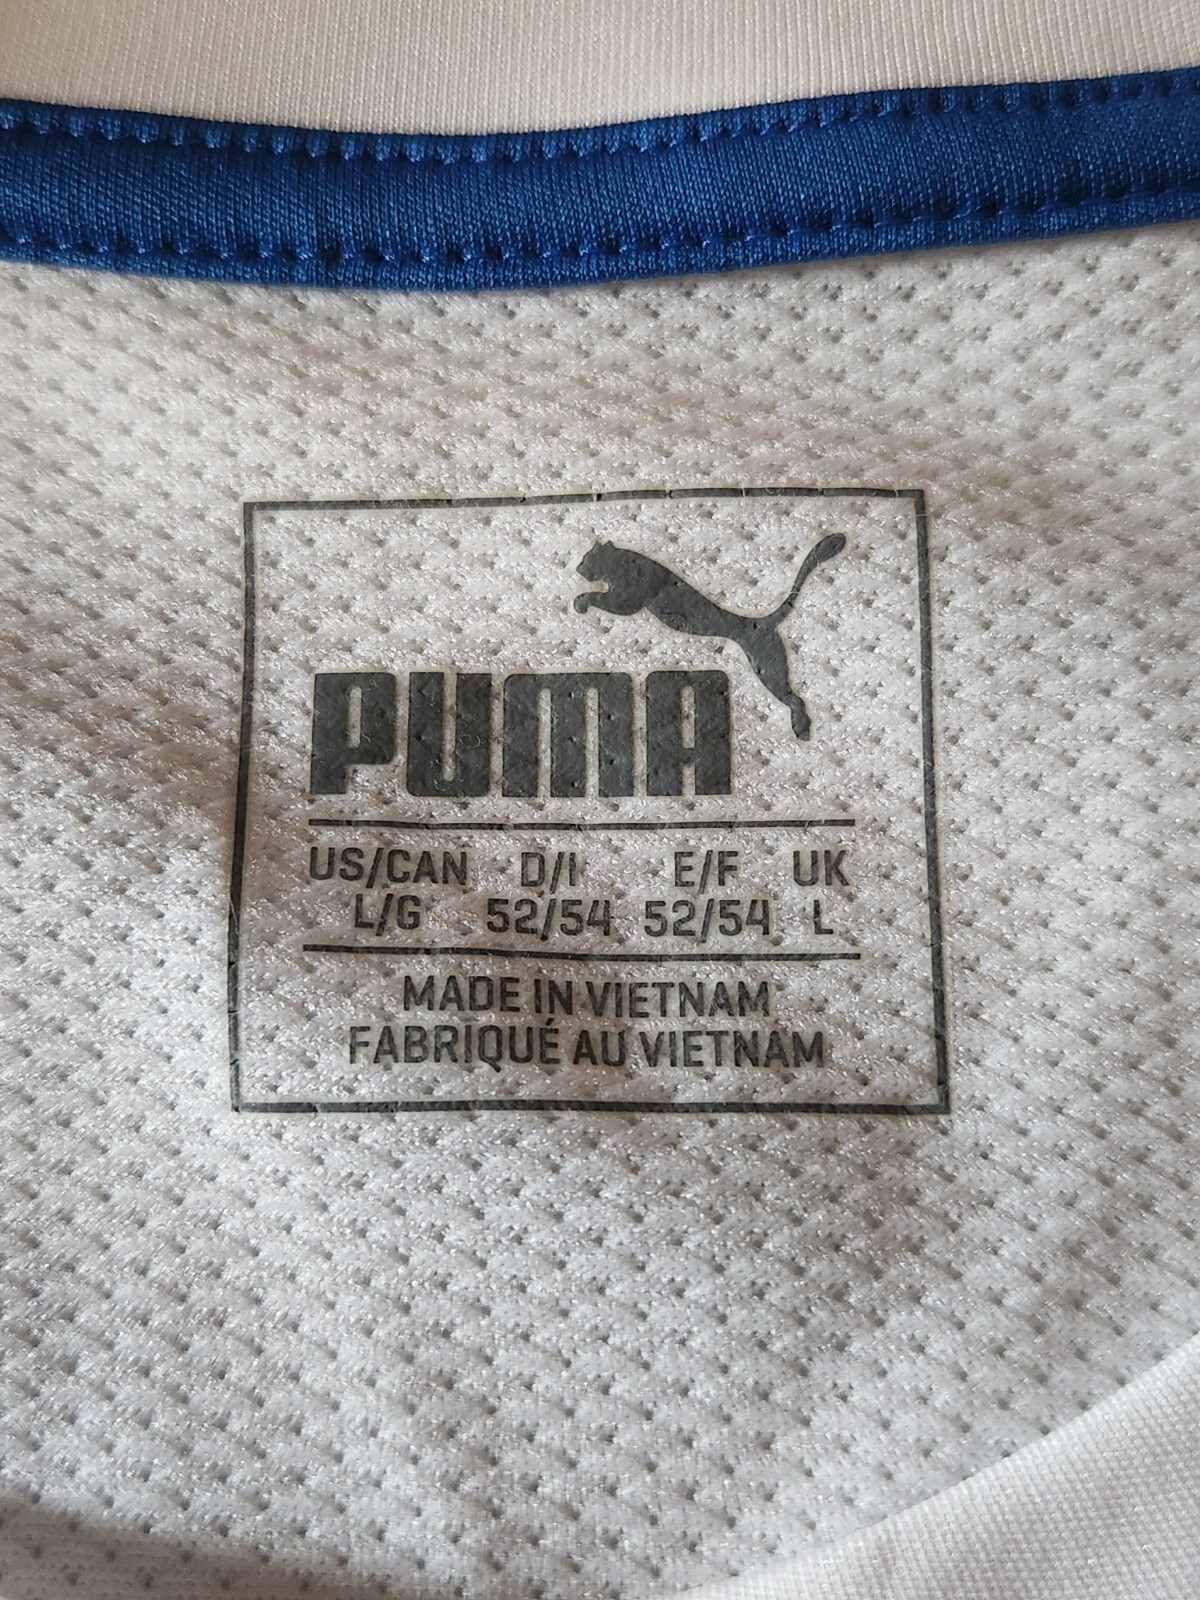 PUMA
US/CAN D/I E/F UK
L/G 52/54 52/54 L
MADE IN VIETNAM
FABRIQUÉ AU VIETNAM